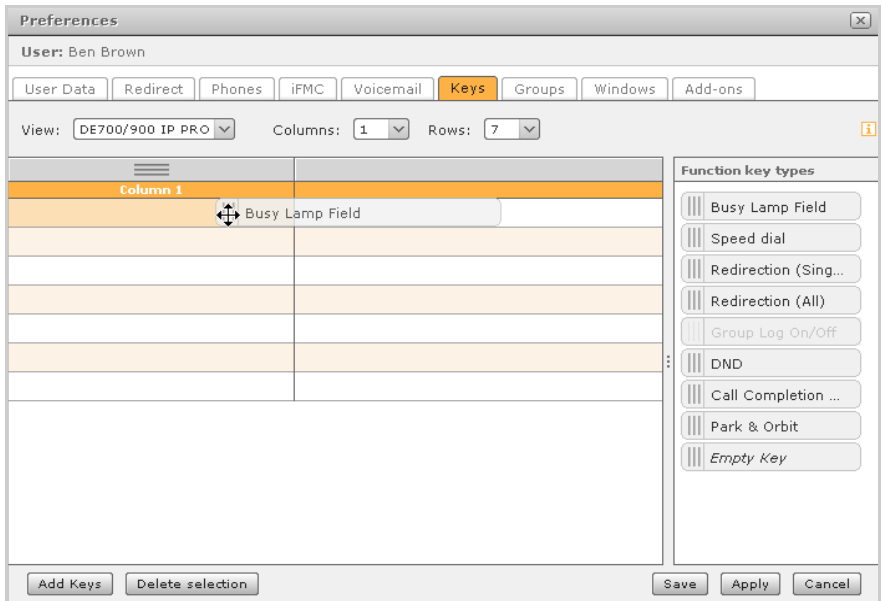 Preferences
User: Ben Brown
User Data Redirect Phones iFMC Voicemail Keys Groups Windows Add-ons
View: DE700/900 IP PRO Columns: 1 Rows: 7
Function key types
Column 1
Busy Lamp Field
Busy Lamp Field
Speed dial
Redirection (Sing...
Redirection (All)
Group Log On/Off
DND
Call Completion ...
Park & Orbit
Empty Key
Add Keys Delete selection Save Apply Cancel